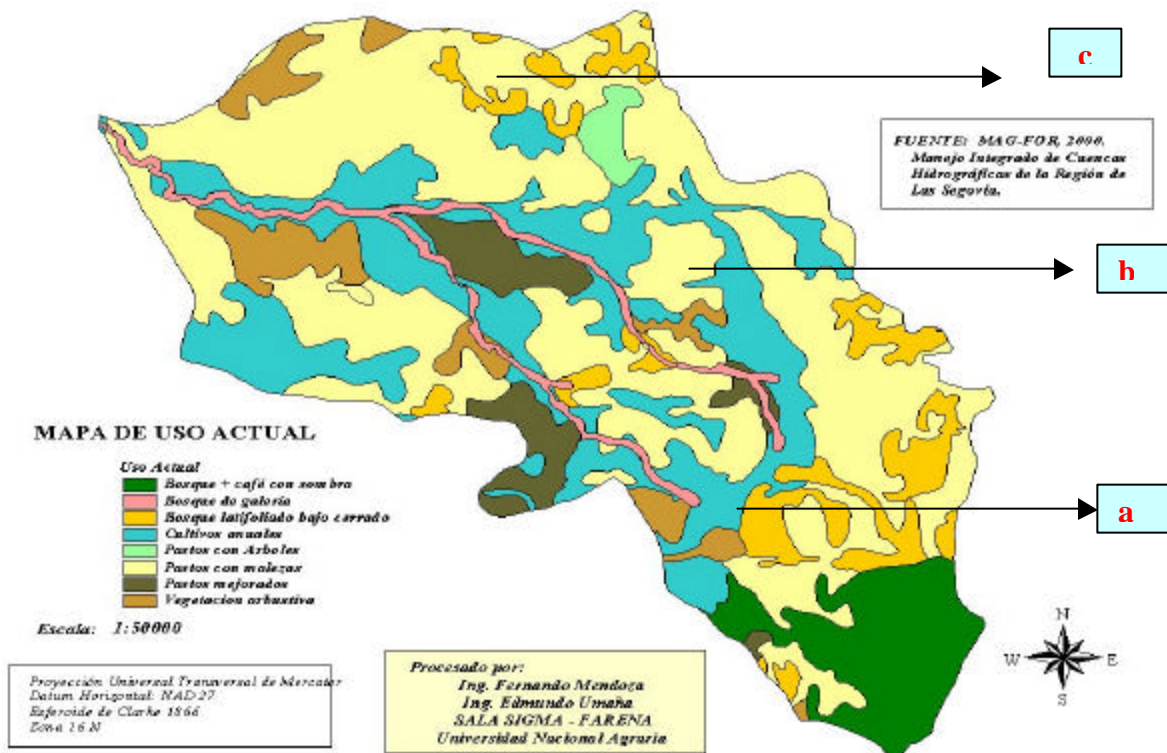 c
FUENTE: MAG-FOR, 2000.
Manejo Integrado de Cuencas
Hidrográficas de la Región de
Las Segovia.
b
a
MAPA DE USO ACTUAL
Uso Actual
Bosque + café con sombra
Bosque de galería
Bosque latifoliado bajo cerrado
Cultivos anuales
Pastos con Arboles
Pastos con malezas
Pastos mejorados
Vegetacion arbustiva
Escala: 1:50000
Proyección Universal Transversal de Mercator
Datum Horizontal: NAD 27
Esferoide de Clarke 1866
Zona 16 N
Procesado por:
Ing. Fernando Mendoza
Ing. Edmundo Umaña
SALA SIGMA - FARENA
Universidad Nacional Agraria
N
W
E
S